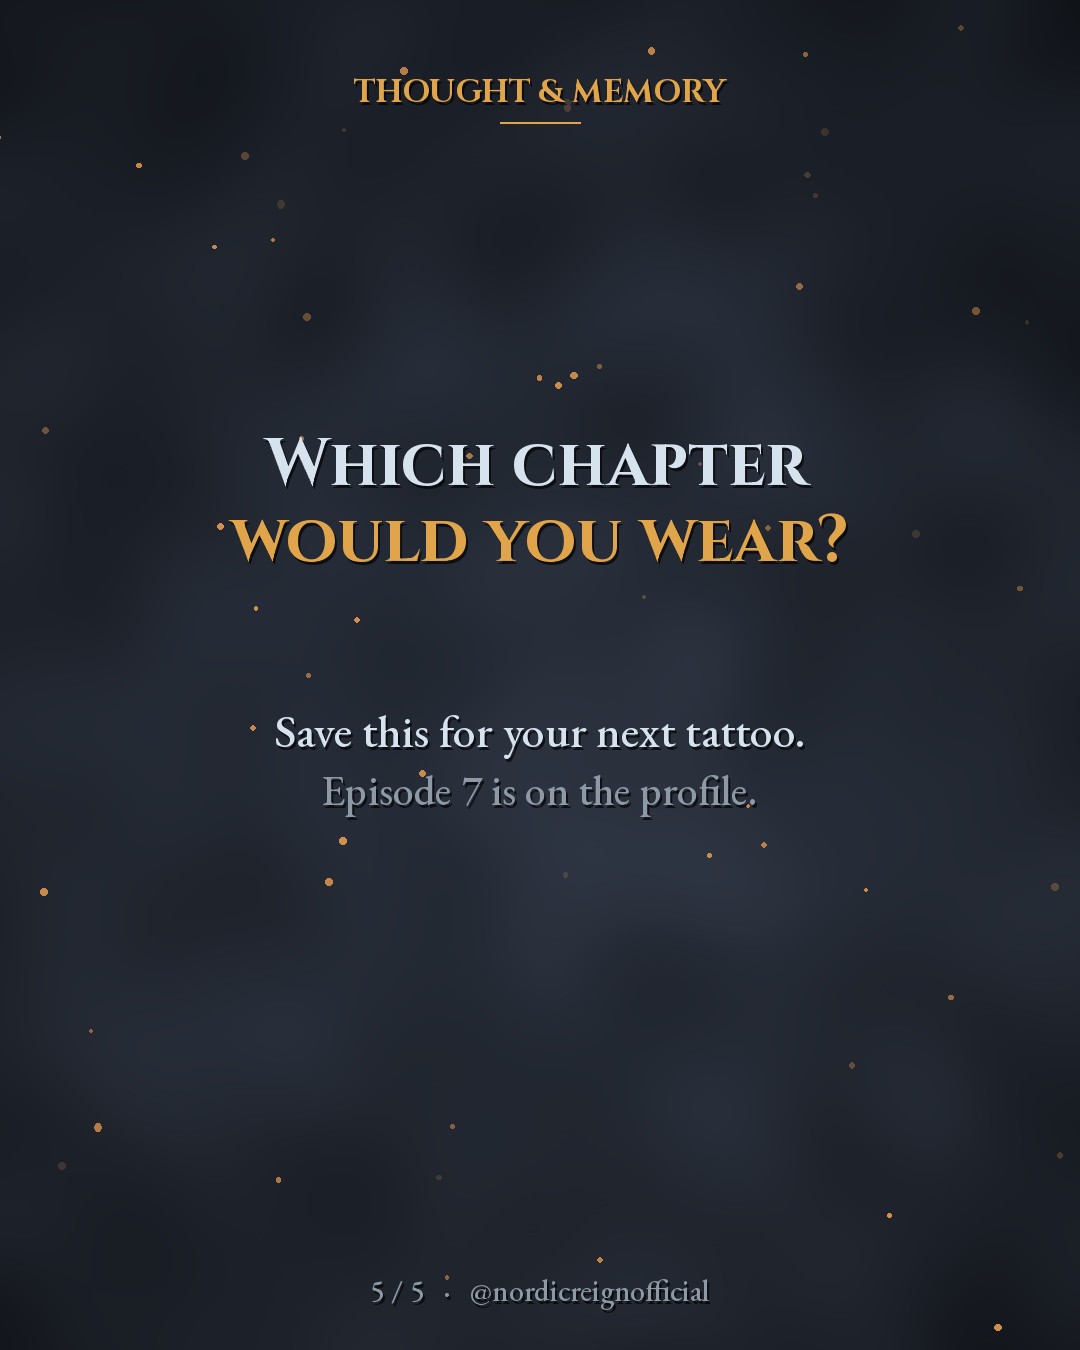 THOUGHT & MEMORY
WHICH CHAPTER
WOULD YOU WEAR?
Save this for your next tattoo.
Episode 7 is on the profile.
5 / 5 · @nordicreignofficial